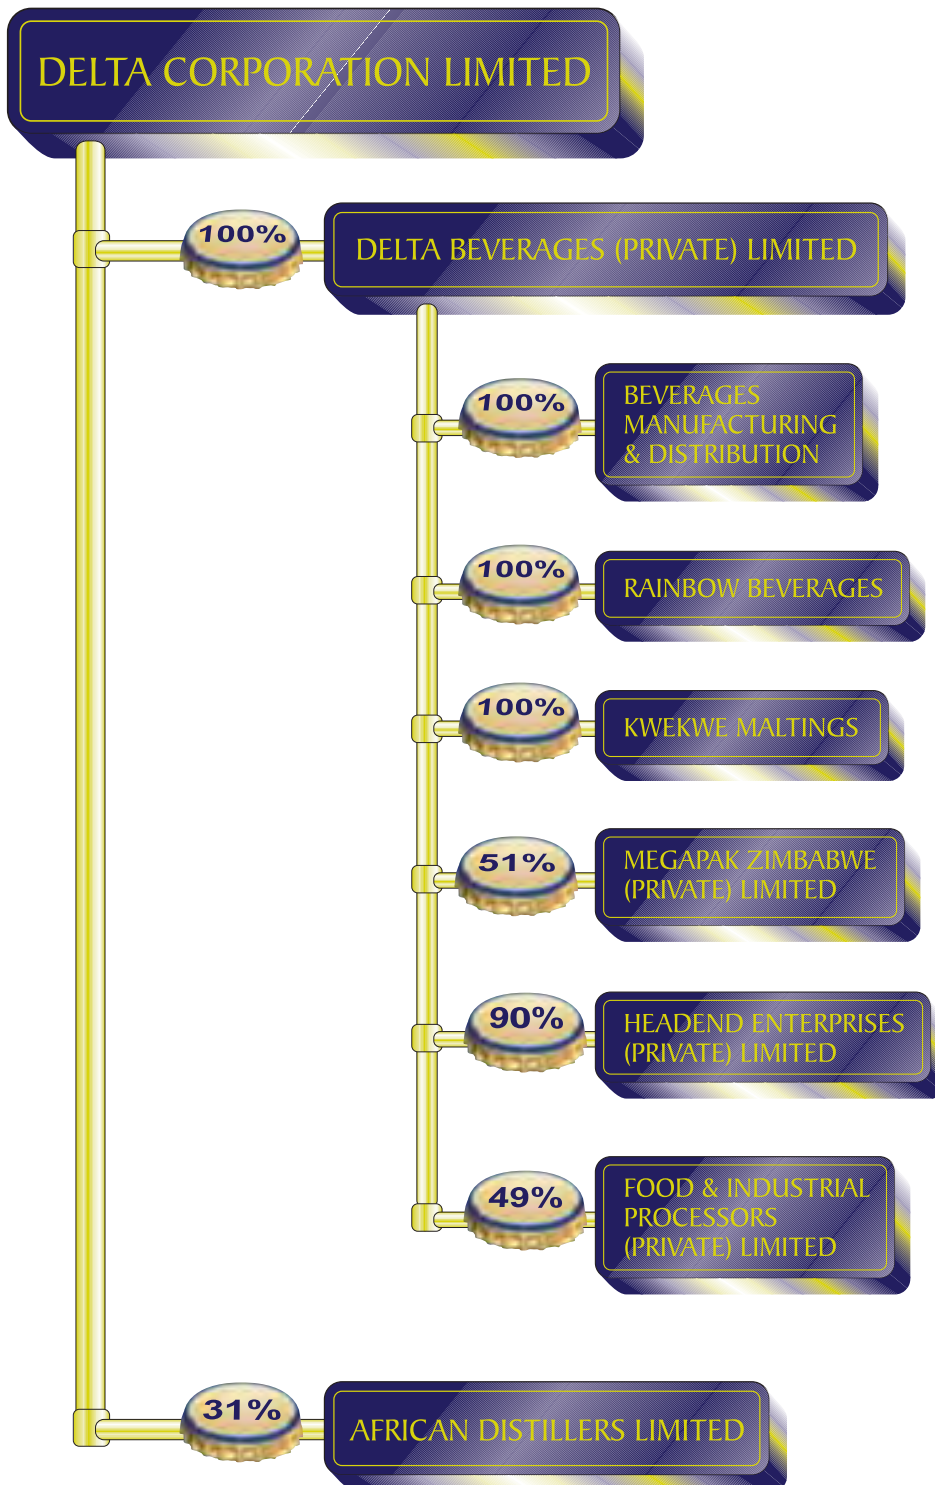 DELTA CORPORATION LIMITED
100%
DELTA BEVERAGES (PRIVATE) LIMITED
100%
BEVERAGES
MANUFACTURING
& DISTRIBUTION
100%
RAINBOW BEVERAGES
100%
KWEKWE MALTINGS
51%
MEGAPAK ZIMBABWE
(PRIVATE) LIMITED
90%
HEADEND ENTERPRISES
(PRIVATE) LIMITED
49%
FOOD & INDUSTRIAL
PROCESSORS
(PRIVATE) LIMITED
31%
AFRICAN DISTILLERS LIMITED